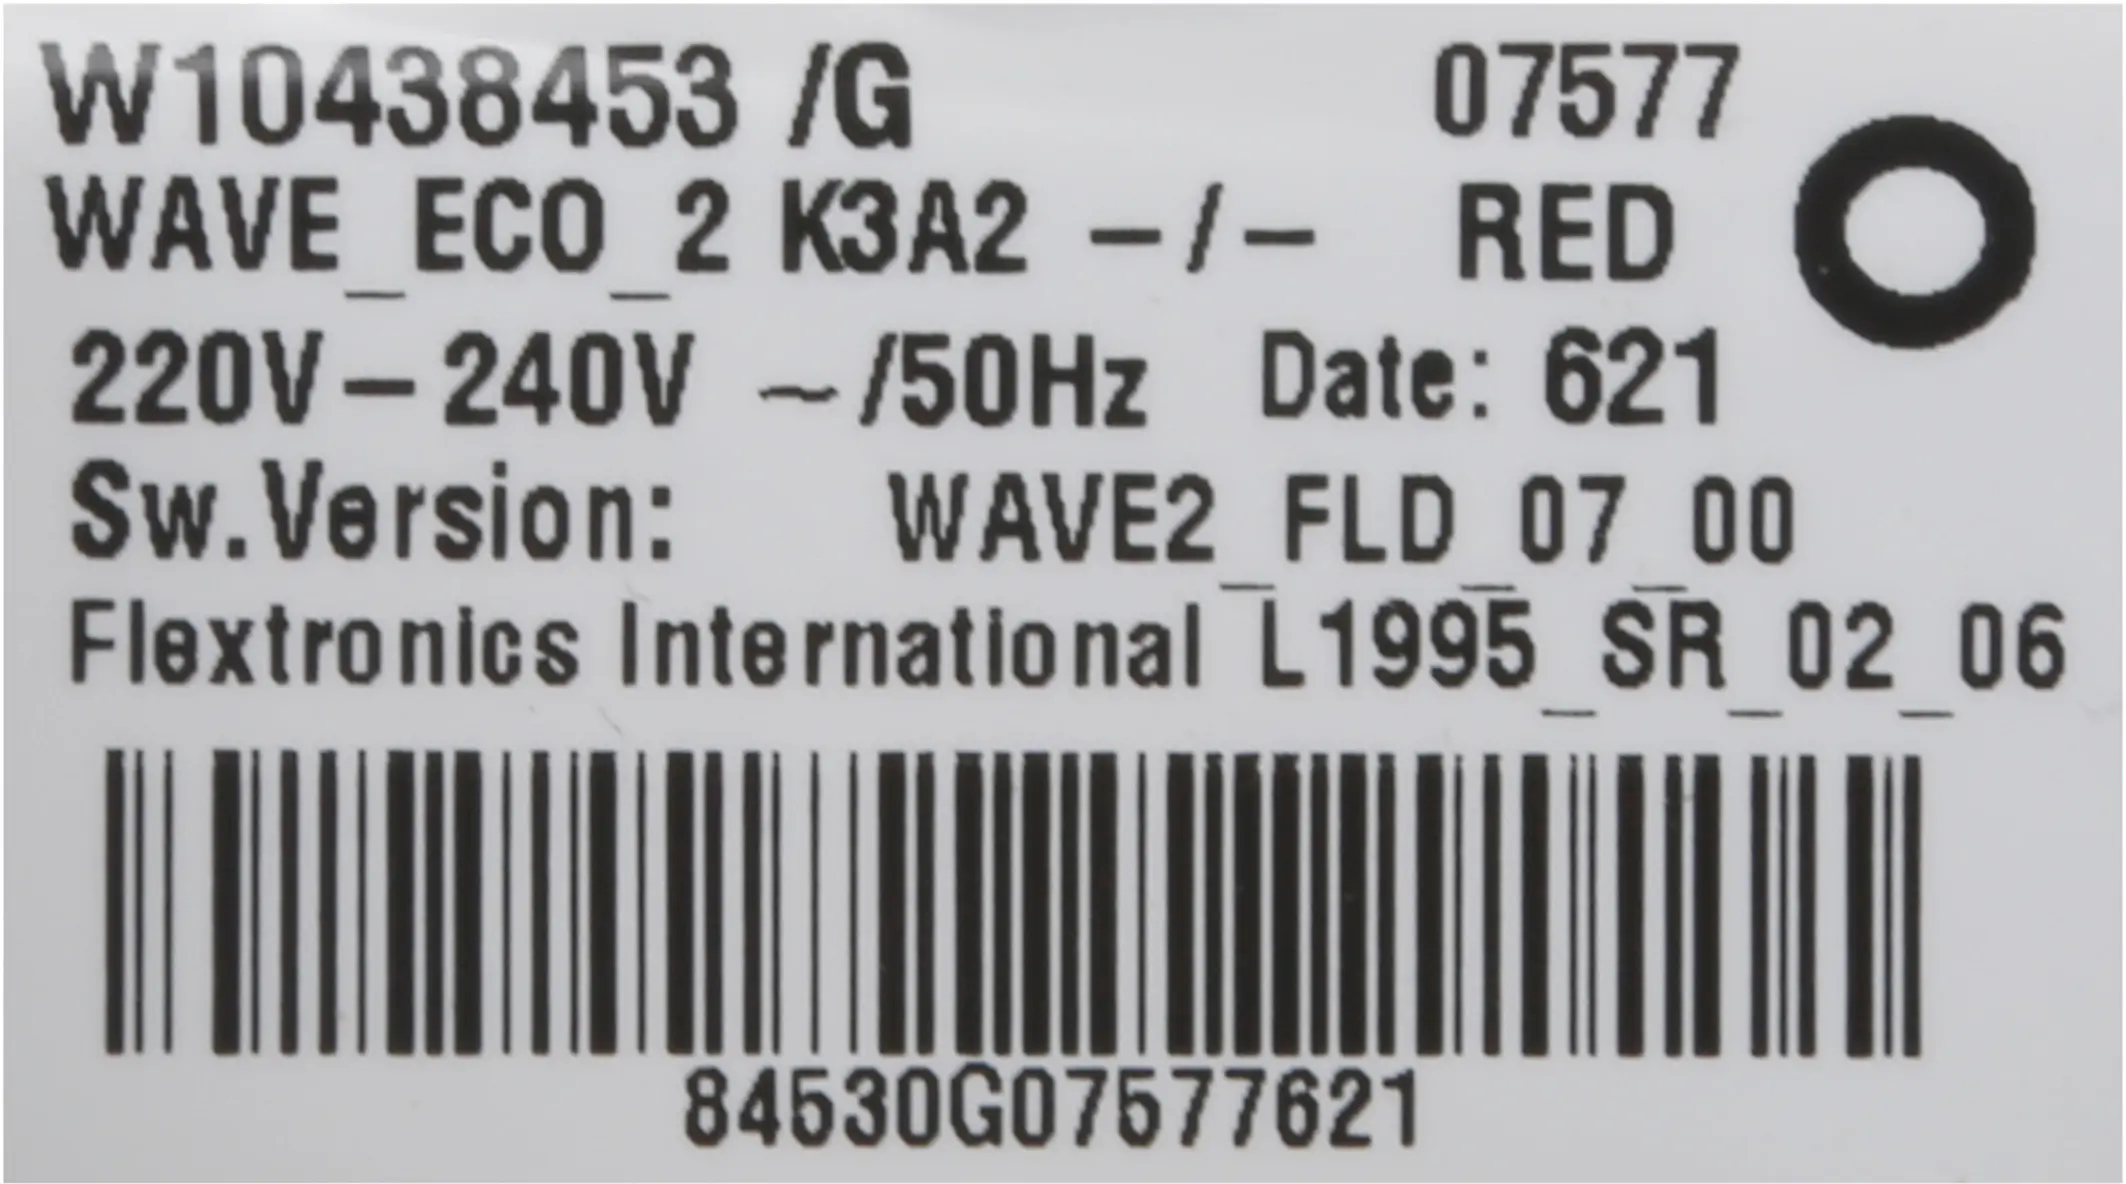 W10438453 /G 07577
WAVE_ECO_2 K3A2 –/– RED
220V–240V ~/50Hz Date: 621
Sw.Version: WAVE2_FLD_07_00
Flextronics International L1995_SR_02_06
84530G07577621